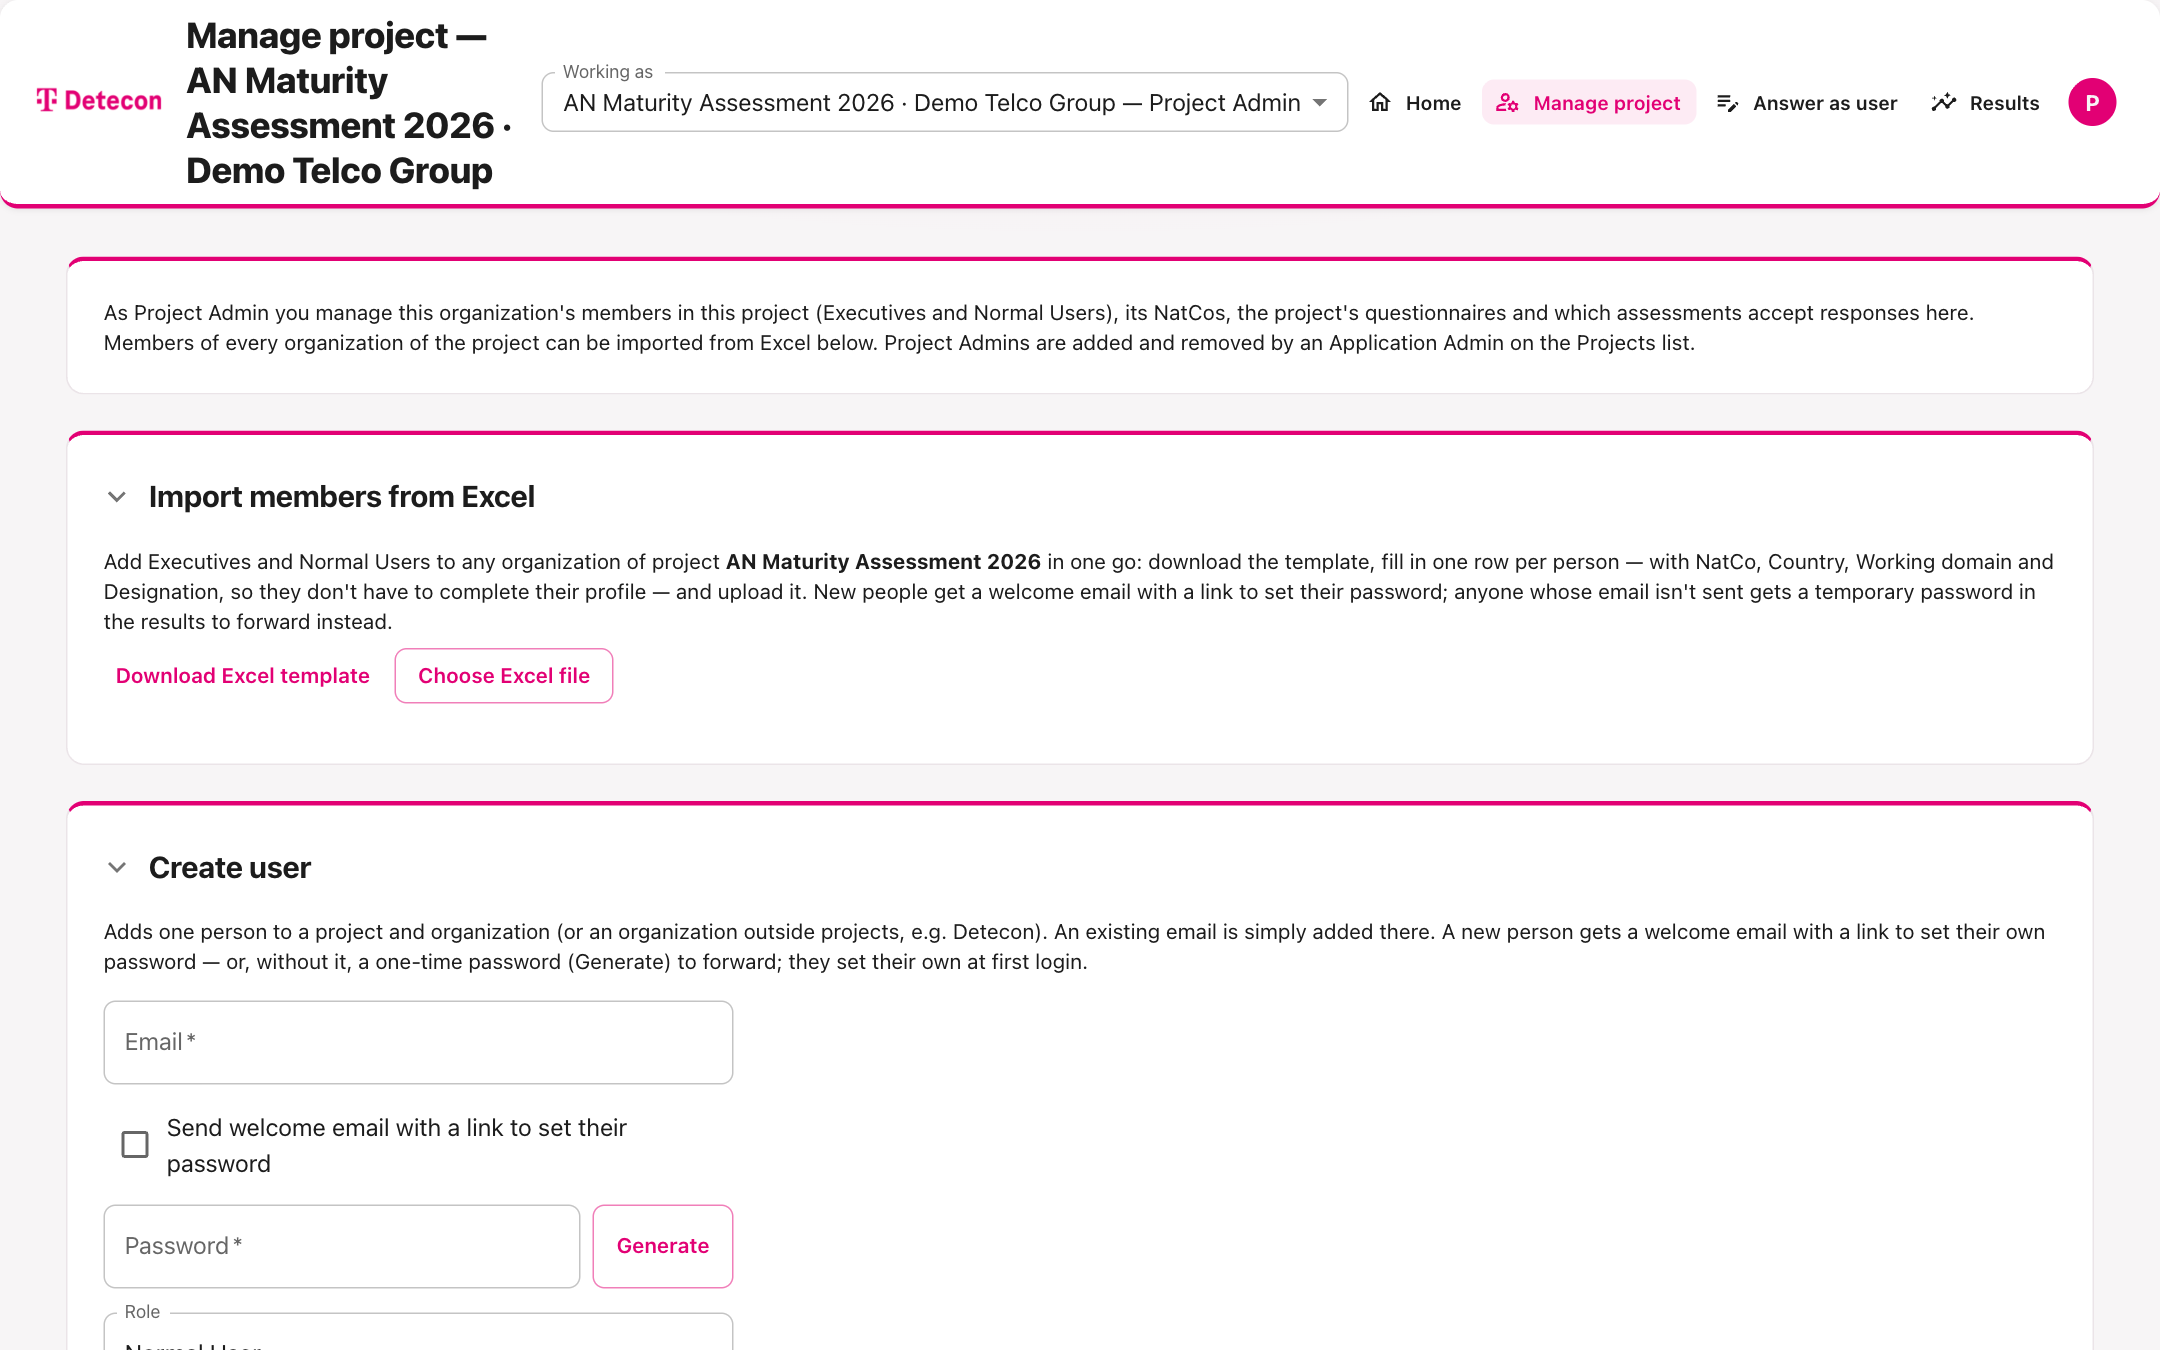 Detecon
Manage project —
AN Maturity
Assessment 2026 ·
Demo Telco Group
Working as
AN Maturity Assessment 2026 · Demo Telco Group — Project Admin
Home
Manage project
Answer as user
Results
P
As Project Admin you manage this organization's members in this project (Executives and Normal Users), its NatCos, the project's questionnaires and which assessments accept responses here.
Members of every organization of the project can be imported from Excel below. Project Admins are added and removed by an Application Admin on the Projects list.
Import members from Excel
Add Executives and Normal Users to any organization of project AN Maturity Assessment 2026 in one go: download the template, fill in one row per person — with NatCo, Country, Working domain and
Designation, so they don't have to complete their profile — and upload it. New people get a welcome email with a link to set their password; anyone whose email isn't sent gets a temporary password in
the results to forward instead.
Download Excel template
Choose Excel file
Create user
Adds one person to a project and organization (or an organization outside projects, e.g. Detecon). An existing email is simply added there. A new person gets a welcome email with a link to set their own
password — or, without it, a one-time password (Generate) to forward; they set their own at first login.
Email *
Send welcome email with a link to set their
password
Password *
Generate
Role
Normal User